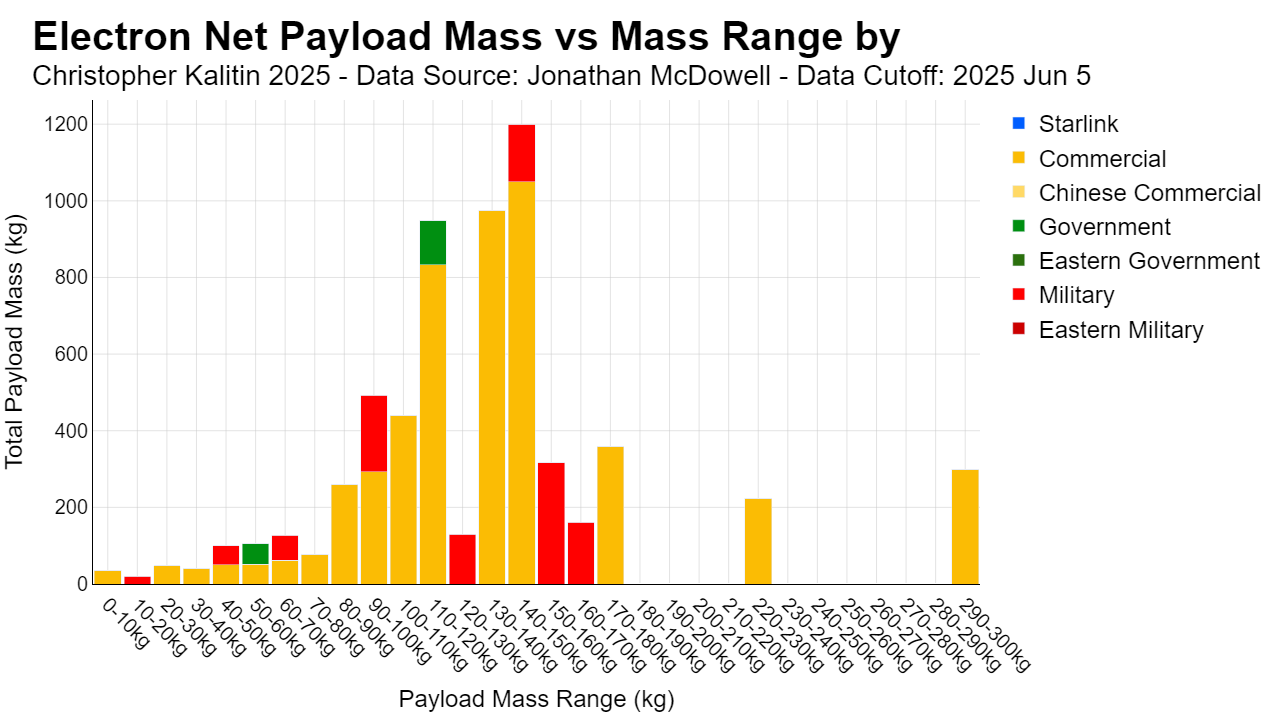 Electron Net Payload Mass vs Mass Range by
Christopher Kalitin 2025 - Data Source: Jonathan McDowell - Data Cutoff: 2025 Jun 5
Total Payload Mass (kg)
1200
1000
800
600
400
200
0
0-10kg
10-20kg
20-30kg
30-40kg
40-50kg
50-60kg
60-70kg
70-80kg
80-90kg
90-100kg
100-110kg
110-120kg
120-130kg
130-140kg
140-150kg
150-160kg
160-170kg
170-180kg
180-190kg
190-200kg
200-210kg
210-220kg
220-230kg
230-240kg
240-250kg
250-260kg
260-270kg
270-280kg
280-290kg
290-300kg
Payload Mass Range (kg)
Starlink
Commercial
Chinese Commercial
Government
Eastern Government
Military
Eastern Military